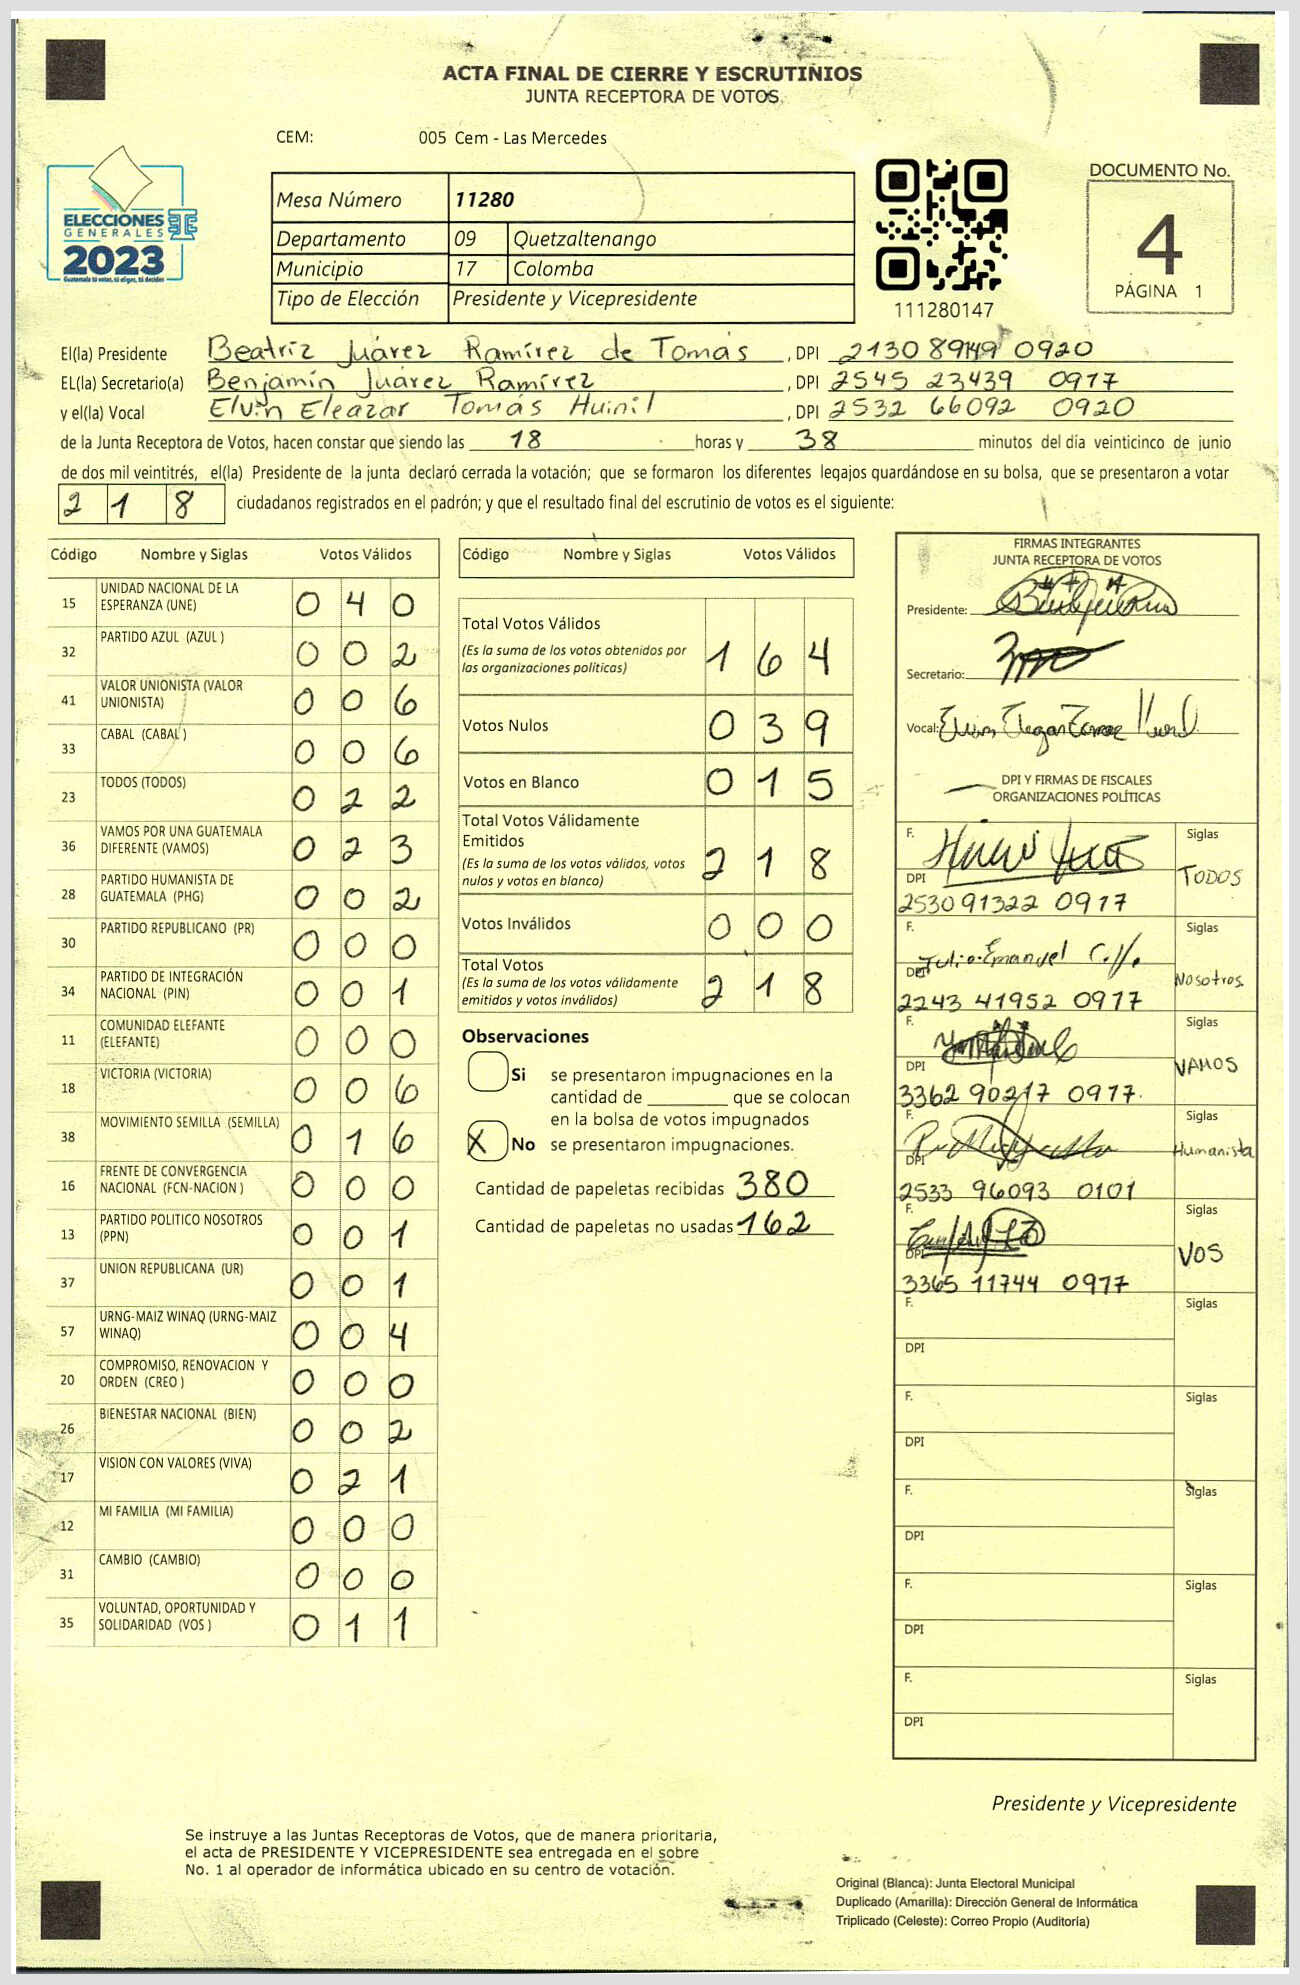 ACTA FINAL DE CIERRE Y ESCRUTINIOS
JUNTA RECEPTORA DE VOTOS
CEM: 005 Cem - Las Mercedes
ELECCIONES
GENERALES
2023
Guatemala tú votas, tú eliges, tú decides
Mesa Número 11280
Departamento 09 Quetzaltenango
Municipio 17 Colomba
Tipo de Elección Presidente y Vicepresidente
111280147
DOCUMENTO No.
4
PÁGINA 1
El(la) Presidente Beatriz Juárez Ramírez de Tomás , DPI 2130 89149 0920
EL(la) Secretario(a) Benjamín Juárez Ramírez , DPI 2545 23439 0917
y el(la) Vocal Elvin Eleazar Tomás Huinil , DPI 2532 66092 0920
de la Junta Receptora de Votos, hacen constar que siendo las 18 horas y 38 minutos del día veinticinco de junio
de dos mil veintitrés, el(la) Presidente de la junta declaró cerrada la votación; que se formaron los diferentes legajos guardándose en su bolsa, que se presentaron a votar
2 1 8 ciudadanos registrados en el padrón; y que el resultado final del escrutinio de votos es el siguiente:
Código Nombre y Siglas Votos Válidos
15 UNIDAD NACIONAL DE LA ESPERANZA (UNE) 0 4 0
32 PARTIDO AZUL (AZUL ) 0 0 2
41 VALOR UNIONISTA (VALOR UNIONISTA) 0 0 6
33 CABAL (CABAL ) 0 0 6
23 TODOS (TODOS) 0 2 2
36 VAMOS POR UNA GUATEMALA DIFERENTE (VAMOS) 0 2 3
28 PARTIDO HUMANISTA DE GUATEMALA (PHG) 0 0 2
30 PARTIDO REPUBLICANO (PR) 0 0 0
34 PARTIDO DE INTEGRACIÓN NACIONAL (PIN) 0 0 1
11 COMUNIDAD ELEFANTE (ELEFANTE) 0 0 0
18 VICTORIA (VICTORIA) 0 0 6
38 MOVIMIENTO SEMILLA (SEMILLA) 0 1 6
16 FRENTE DE CONVERGENCIA NACIONAL (FCN-NACION ) 0 0 0
13 PARTIDO POLITICO NOSOTROS (PPN) 0 0 1
37 UNION REPUBLICANA (UR) 0 0 1
57 URNG-MAIZ WINAQ (URNG-MAIZ WINAQ) 0 0 4
20 COMPROMISO, RENOVACION Y ORDEN (CREO ) 0 0 0
26 BIENESTAR NACIONAL (BIEN) 0 0 2
17 VISION CON VALORES (VIVA) 0 2 1
12 MI FAMILIA (MI FAMILIA) 0 0 0
31 CAMBIO (CAMBIO) 0 0 0
35 VOLUNTAD, OPORTUNIDAD Y SOLIDARIDAD (VOS ) 0 1 1
Código Nombre y Siglas Votos Válidos
Total Votos Válidos 1 6 4
(Es la suma de los votos obtenidos por
las organizaciones políticas)
Votos Nulos 0 3 9
Votos en Blanco 0 1 5
Total Votos Válidamente
Emitidos 2 1 8
(Es la suma de los votos válidos, votos
nulos y votos en blanco)
Votos Inválidos 0 0 0
Total Votos 2 1 8
(Es la suma de los votos válidamente
emitidos y votos inválidos)
Observaciones
Si se presentaron impugnaciones en la
cantidad de ________ que se colocan
en la bolsa de votos impugnados
X No se presentaron impugnaciones.
Cantidad de papeletas recibidas 380
Cantidad de papeletas no usadas 162
FIRMAS INTEGRANTES
JUNTA RECEPTORA DE VOTOS
Presidente:
Secretario:
Vocal:
DPI Y FIRMAS DE FISCALES
ORGANIZACIONES POLÍTICAS
F. Siglas
DPI TODOS
2530 91322 0917
F. Julio Emanuel Siglas
DPI Nosotros
2243 41952 0977
F. Siglas
DPI VAMOS
3362 90217 0977
F. Siglas
DPI Humanista
2533 96093 0101
F. Siglas
DPI VOS
3365 11744 0977
F. Siglas
DPI
F. Siglas
DPI
F. Siglas
DPI
F. Siglas
DPI
F. Siglas
DPI
Presidente y Vicepresidente
Se instruye a las Juntas Receptoras de Votos, que de manera prioritaria,
el acta de PRESIDENTE Y VICEPRESIDENTE sea entregada en el sobre
No. 1 al operador de informática ubicado en su centro de votación.
Original (Blanca): Junta Electoral Municipal
Duplicado (Amarilla): Dirección General de Informática
Triplicado (Celeste): Correo Propio (Auditoría)